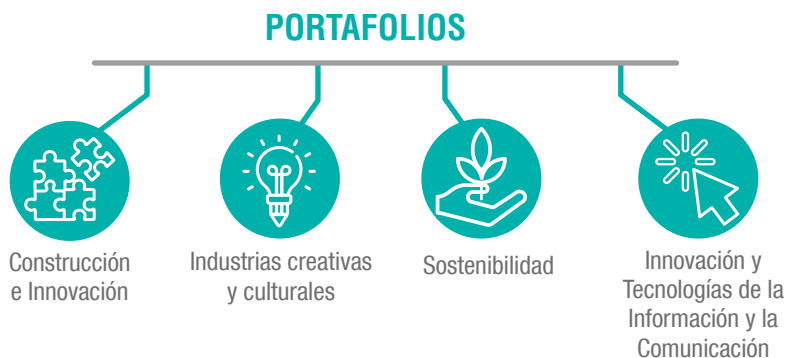 PORTAFOLIOS
Construcción
e Innovación
Industrias creativas
y culturales
Sostenibilidad
Innovación y
Tecnologías de la
Información y la
Comunicación